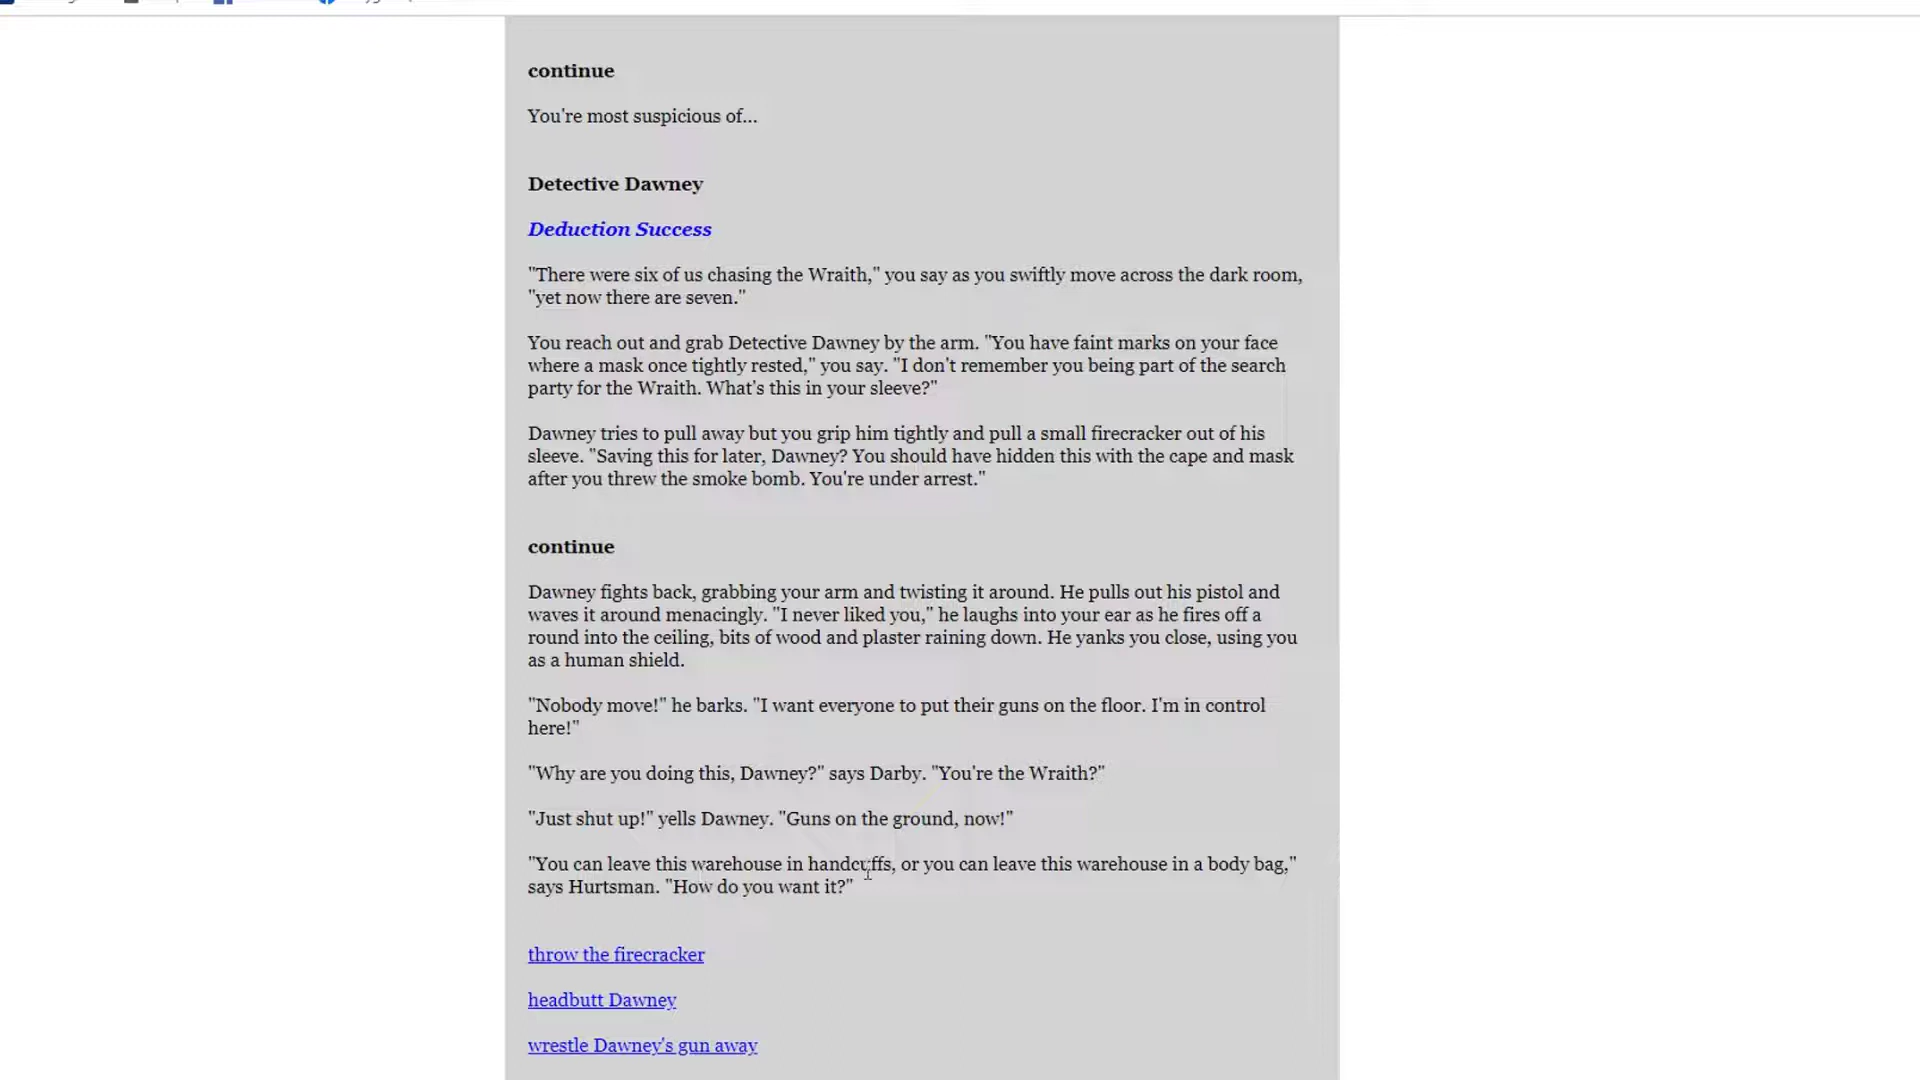 continue
You're most suspicious of...
Detective Dawney
Deduction Success
"There were six of us chasing the Wraith," you say as you swiftly move across the dark room,
"yet now there are seven."
You reach out and grab Detective Dawney by the arm. "You have faint marks on your face
where a mask once tightly rested," you say. "I don't remember you being part of the search
party for the Wraith. What's this in your sleeve?"
Dawney tries to pull away but you grip him tightly and pull a small firecracker out of his
sleeve. "Saving this for later, Dawney? You should have hidden this with the cape and mask
after you threw the smoke bomb. You're under arrest."
continue
Dawney fights back, grabbing your arm and twisting it around. He pulls out his pistol and
waves it around menacingly. "I never liked you," he laughs into your ear as he fires off a
round into the ceiling, bits of wood and plaster raining down. He yanks you close, using you
as a human shield.
"Nobody move!" he barks. "I want everyone to put their guns on the floor. I'm in control
here!"
"Why are you doing this, Dawney?" says Darby. "You're the Wraith?"
"Just shut up!" yells Dawney. "Guns on the ground, now!"
"You can leave this warehouse in handcuffs, or you can leave this warehouse in a body bag,"
says Hurtsman. "How do you want it?"
throw the firecracker
headbutt Dawney
wrestle Dawney's gun away